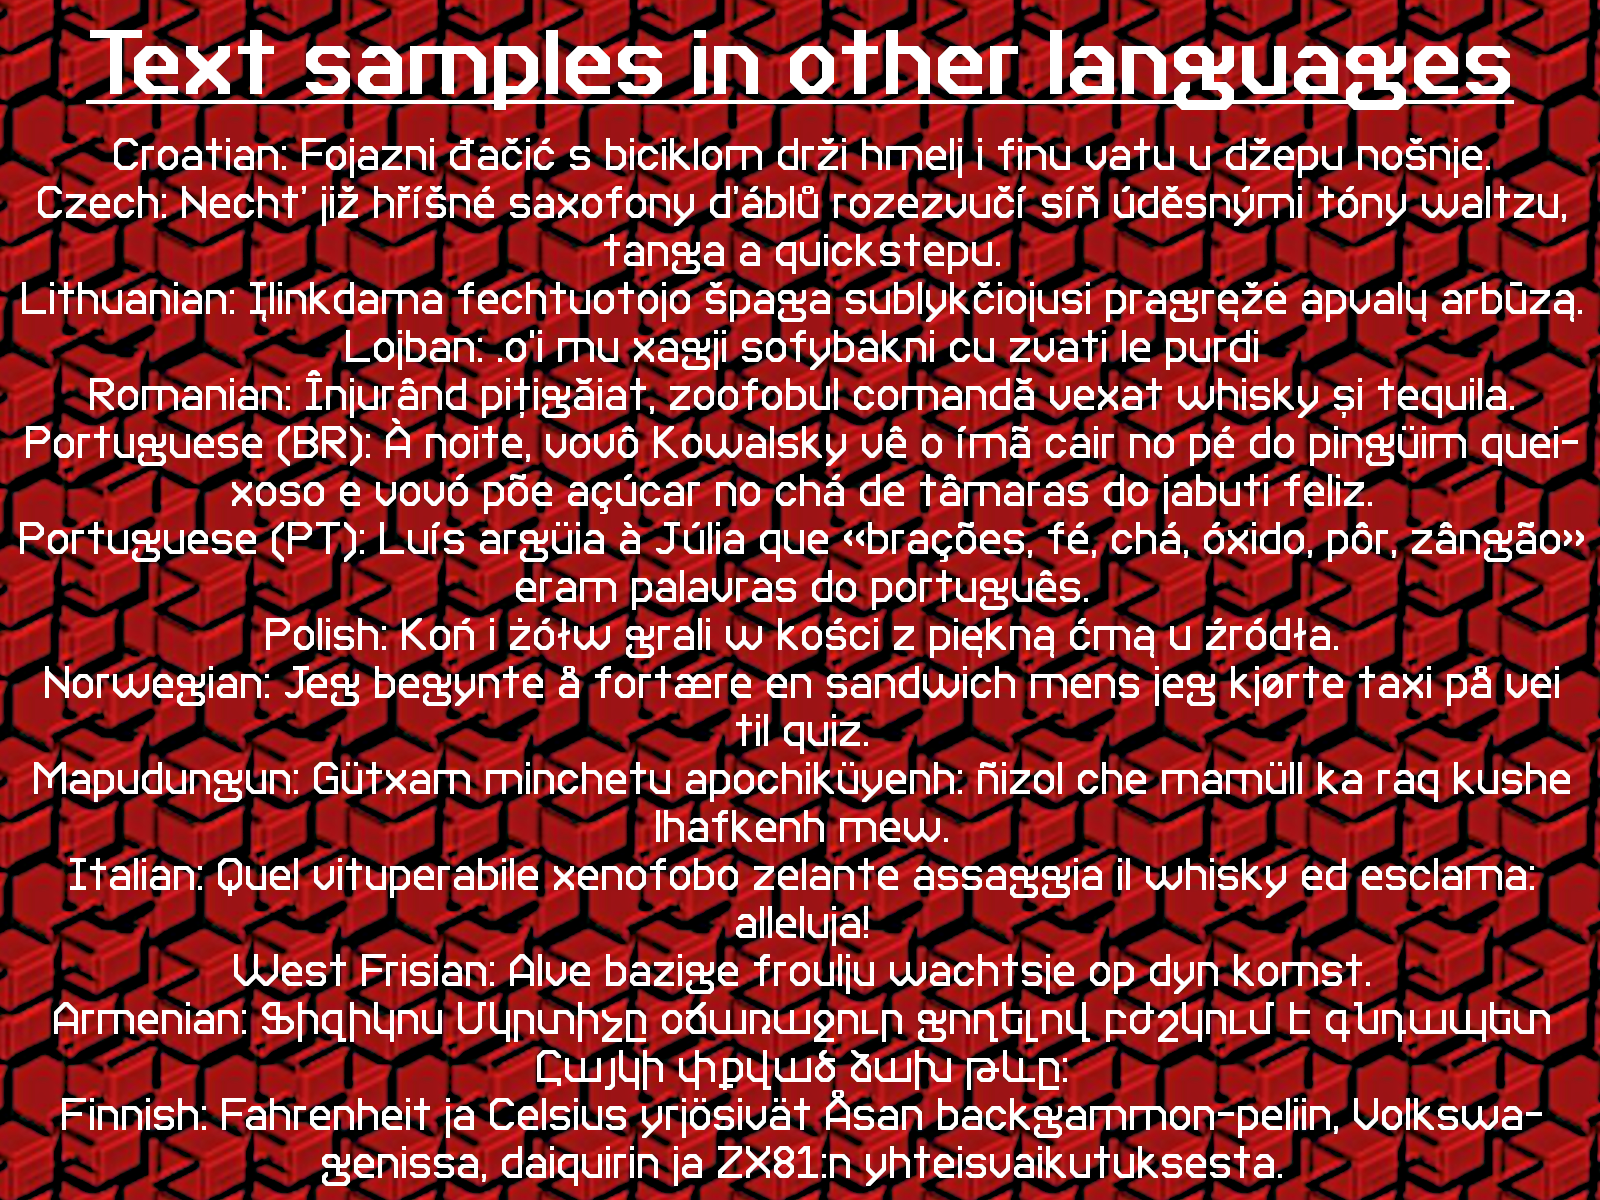 Text samples in other languages
Croatian: Fojazni đačić s biciklom drži hmelj i finu vatu u džepu nošnje.
Czech: Nechť již hříšné saxofony ďáblů rozezvučí síň úděsnými tóny waltzu,
tanga a quickstepu.
Lithuanian: Įlinkdama fechtuotojo špaga sublykčiojusi pragręžė apvalų arbūzą.
Lojban: .o'i mu xagji sofybakni cu zvati le purdi
Romanian: Înjurând pițigăiat, zoofobul comandă vexat whisky și tequila.
Portuguese (BR): À noite, vovô Kowalsky vê o ímã cair no pé do pingüim quei-
xoso e vovó põe açúcar no chá de tâmaras do jabuti feliz.
Portuguese (PT): Luís argüia à Júlia que «brações, fé, chá, óxido, pôr, zângão»
eram palavras do português.
Polish: Koń i żółw grali w kości z piękną ćmą u źródła.
Norwegian: Jeg begynte å fortære en sandwich mens jeg kjørte taxi på vei
til quiz.
Mapudungun: Gütxam minchetu apochiküyenh: ñizol che mamüll ka raq kushe
lhafkenh mew.
Italian: Quel vituperabile xenofobo zelante assaggia il whisky ed esclama:
alleluja!
West Frisian: Alve bazige froulju wachtsje op dyn komst.
Armenian: Ֆիզիկոս Մկրտիչը օճառաջուր ցողելով բժշկում է գնդապետ
Հայկի փքված ձախ թևը:
Finnish: Fahrenheit ja Celsius yrjösivät Åsan backgammon-peliin, Volkswa-
genissa, daiquirin ja ZX81:n yhteisvaikutuksesta.